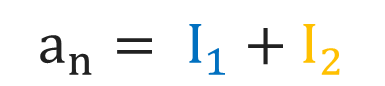 aₙ = I₁ + I₂